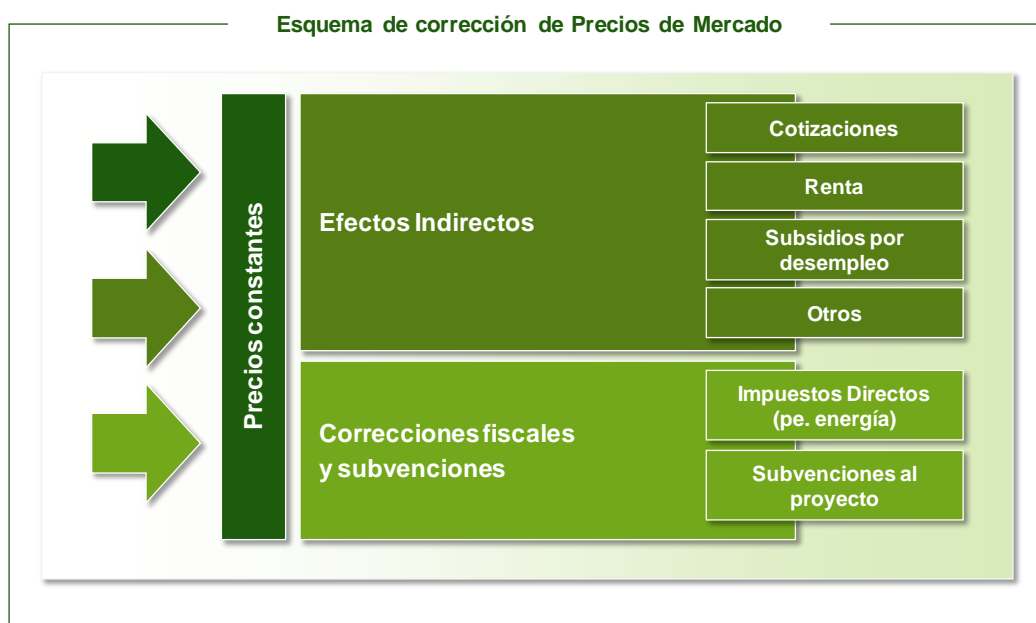 Esquema de corrección de Precios de Mercado
Precios constantes
Efectos Indirectos
Cotizaciones
Renta
Subsidios por
desempleo
Otros
Correcciones fiscales
y subvenciones
Impuestos Directos
(pe. energía)
Subvenciones al
proyecto